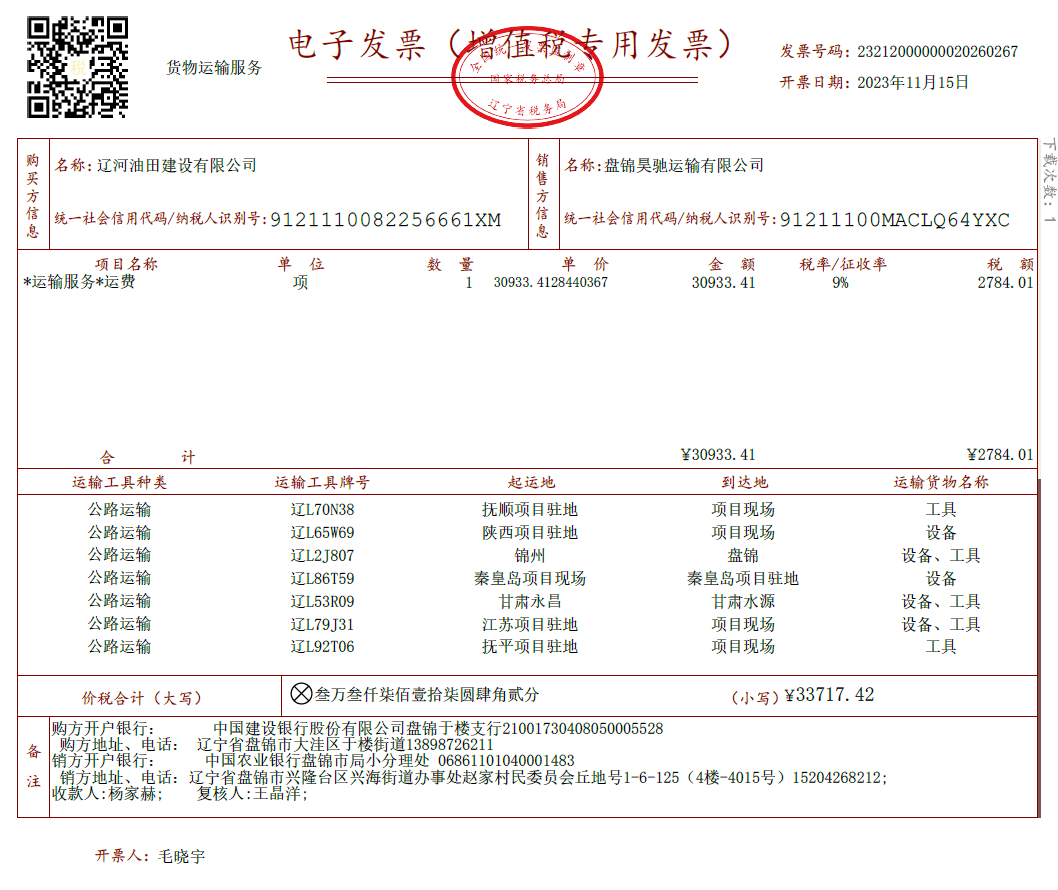 电子发票（增值税专用发票）
货物运输服务
全国统一发票监制章
国家税务总局
辽宁省税务局
发票号码：23212000000020260267
开票日期：2023年11月15日
下载次数：1
购买方信息
名称：辽河油田建设有限公司
统一社会信用代码/纳税人识别号：9121110082256661XM
销售方信息
名称：盘锦昊驰运输有限公司
统一社会信用代码/纳税人识别号：91211100MACLQ64YXC
项目名称 单 位 数 量 单 价 金 额 税率/征收率 税 额
*运输服务*运费 项 1 30933.4128440367 30933.41 9% 2784.01
合 计 ¥30933.41 ¥2784.01
运输工具种类 运输工具牌号 起运地 到达地 运输货物名称
公路运输 辽L70N38 抚顺项目驻地 项目现场 工具
公路运输 辽L65W69 陕西项目驻地 项目现场 设备
公路运输 辽L2J807 锦州 盘锦 设备、工具
公路运输 辽L86T59 秦皇岛项目现场 秦皇岛项目驻地 设备
公路运输 辽L53R09 甘肃永昌 甘肃水源 设备、工具
公路运输 辽L79J31 江苏项目驻地 项目现场 设备、工具
公路运输 辽L92T06 抚平项目驻地 项目现场 工具
价税合计（大写） ⊗叁万叁仟柒佰壹拾柒圆肆角贰分 （小写）¥33717.42
备注
购方开户银行： 中国建设银行股份有限公司盘锦于楼支行21001730408050005528
购方地址、电话： 辽宁省盘锦市大洼区于楼街道13898726211
销方开户银行： 中国农业银行盘锦市局小分理处 06861101040001483
销方地址、电话：辽宁省盘锦市兴隆台区兴海街道办事处赵家村民委员会丘地号1-6-125（4楼-4015号）15204268212;
收款人:杨家赫; 复核人:王晶洋;
开票人：毛晓宇